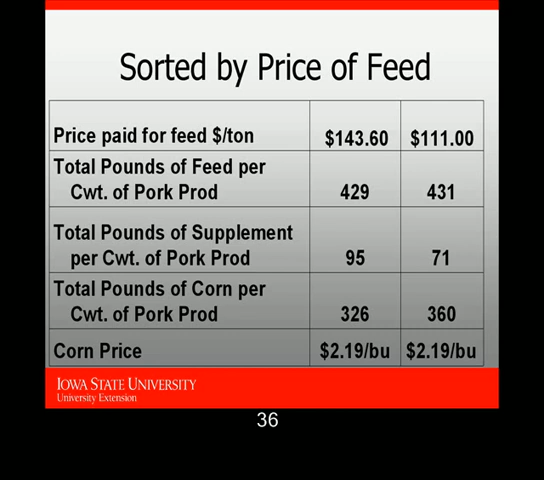 Sorted by Price of Feed
Price paid for feed $/ton $143.60 $111.00
Total Pounds of Feed per
Cwt. of Pork Prod 429 431
Total Pounds of Supplement
per Cwt. of Pork Prod 95 71
Total Pounds of Corn per
Cwt. of Pork Prod 326 360
Corn Price $2.19/bu $2.19/bu
IOWA STATE UNIVERSITY
University Extension
36